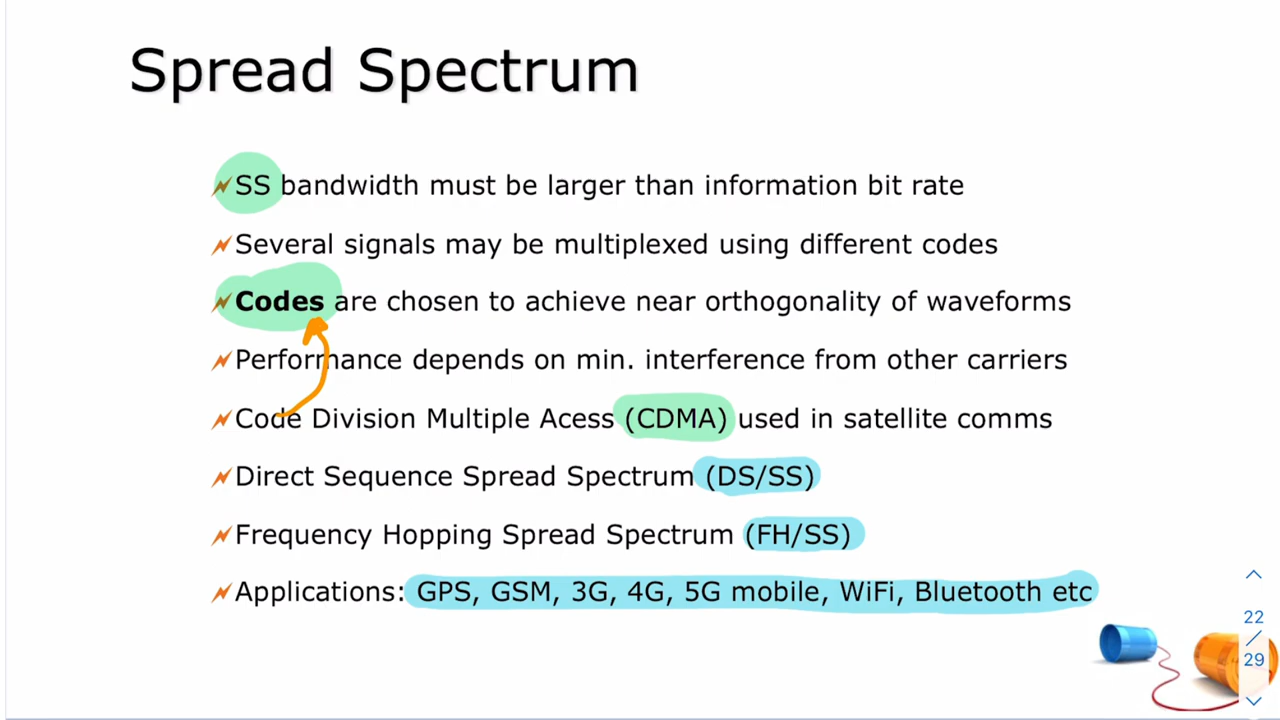 Spread Spectrum
SS bandwidth must be larger than information bit rate
Several signals may be multiplexed using different codes
Codes are chosen to achieve near orthogonality of waveforms
Performance depends on min. interference from other carriers
Code Division Multiple Acess (CDMA) used in satellite comms
Direct Sequence Spread Spectrum (DS/SS)
Frequency Hopping Spread Spectrum (FH/SS)
Applications: GPS, GSM, 3G, 4G, 5G mobile, WiFi, Bluetooth etc
22
/
29